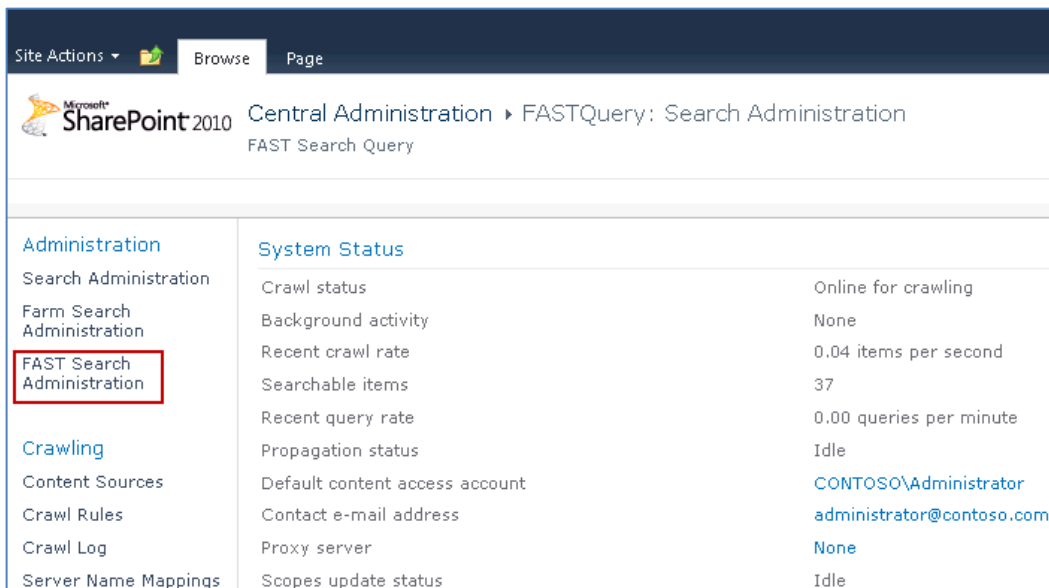 Site Actions Browse Page
Microsoft®
SharePoint 2010 Central Administration FASTQuery: Search Administration
FAST Search Query
Administration
Search Administration
Farm Search
Administration
FAST Search
Administration
Crawling
Content Sources
Crawl Rules
Crawl Log
Server Name Mappings
System Status
Crawl status Online for crawling
Background activity None
Recent crawl rate 0.04 items per second
Searchable items 37
Recent query rate 0.00 queries per minute
Propagation status Idle
Default content access account CONTOSO\Administrator
Contact e-mail address administrator@contoso.com
Proxy server None
Scopes update status Idle